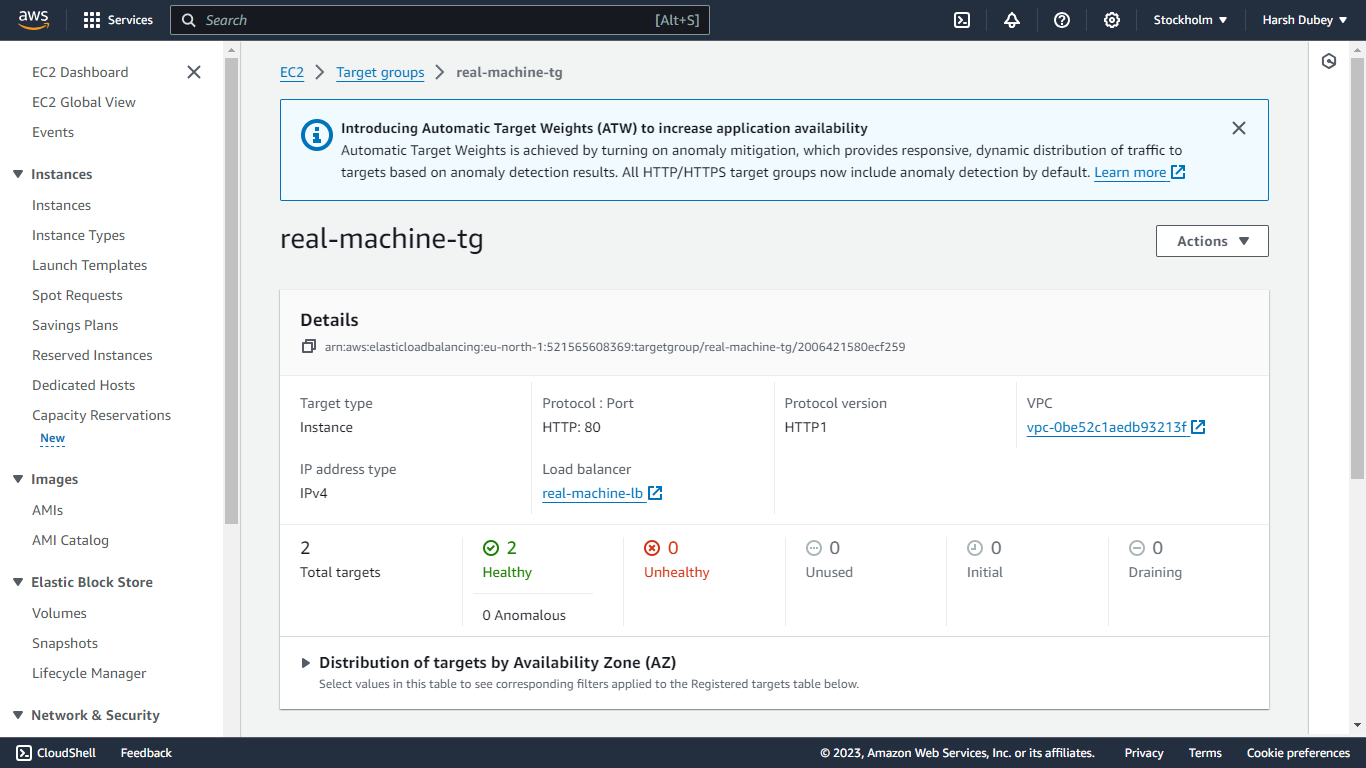 aws
Services
Search
[Alt+S]
Stockholm
Harsh Dubey
EC2 Dashboard
EC2 Global View
Events
Instances
Instances
Instance Types
Launch Templates
Spot Requests
Savings Plans
Reserved Instances
Dedicated Hosts
Capacity Reservations
New
Images
AMIs
AMI Catalog
Elastic Block Store
Volumes
Snapshots
Lifecycle Manager
Network & Security
EC2 > Target groups > real-machine-tg
Introducing Automatic Target Weights (ATW) to increase application availability
Automatic Target Weights is achieved by turning on anomaly mitigation, which provides responsive, dynamic distribution of traffic to
targets based on anomaly detection results. All HTTP/HTTPS target groups now include anomaly detection by default. Learn more
real-machine-tg
Actions
Details
arn:aws:elasticloadbalancing:eu-north-1:521565608369:targetgroup/real-machine-tg/2006421580ecf259
Target type
Instance
Protocol : Port
HTTP: 80
Protocol version
HTTP1
VPC
vpc-0be52c1aedb93213f
IP address type
IPv4
Load balancer
real-machine-lb
2
Total targets
2
Healthy
0 Anomalous
0
Unhealthy
0
Unused
0
Initial
0
Draining
Distribution of targets by Availability Zone (AZ)
Select values in this table to see corresponding filters applied to the Registered targets table below.
CloudShell
Feedback
© 2023, Amazon Web Services, Inc. or its affiliates.
Privacy
Terms
Cookie preferences